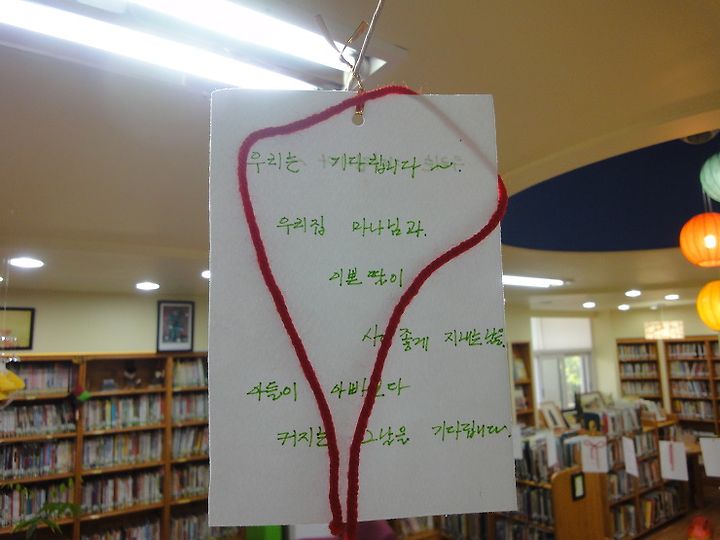 우리는 기다립니다~.
우리집 마나님과.
이쁜 딸이
사이좋게 지내는날을.
아들이 아빠보다
커지는 그날을 기다립니다.